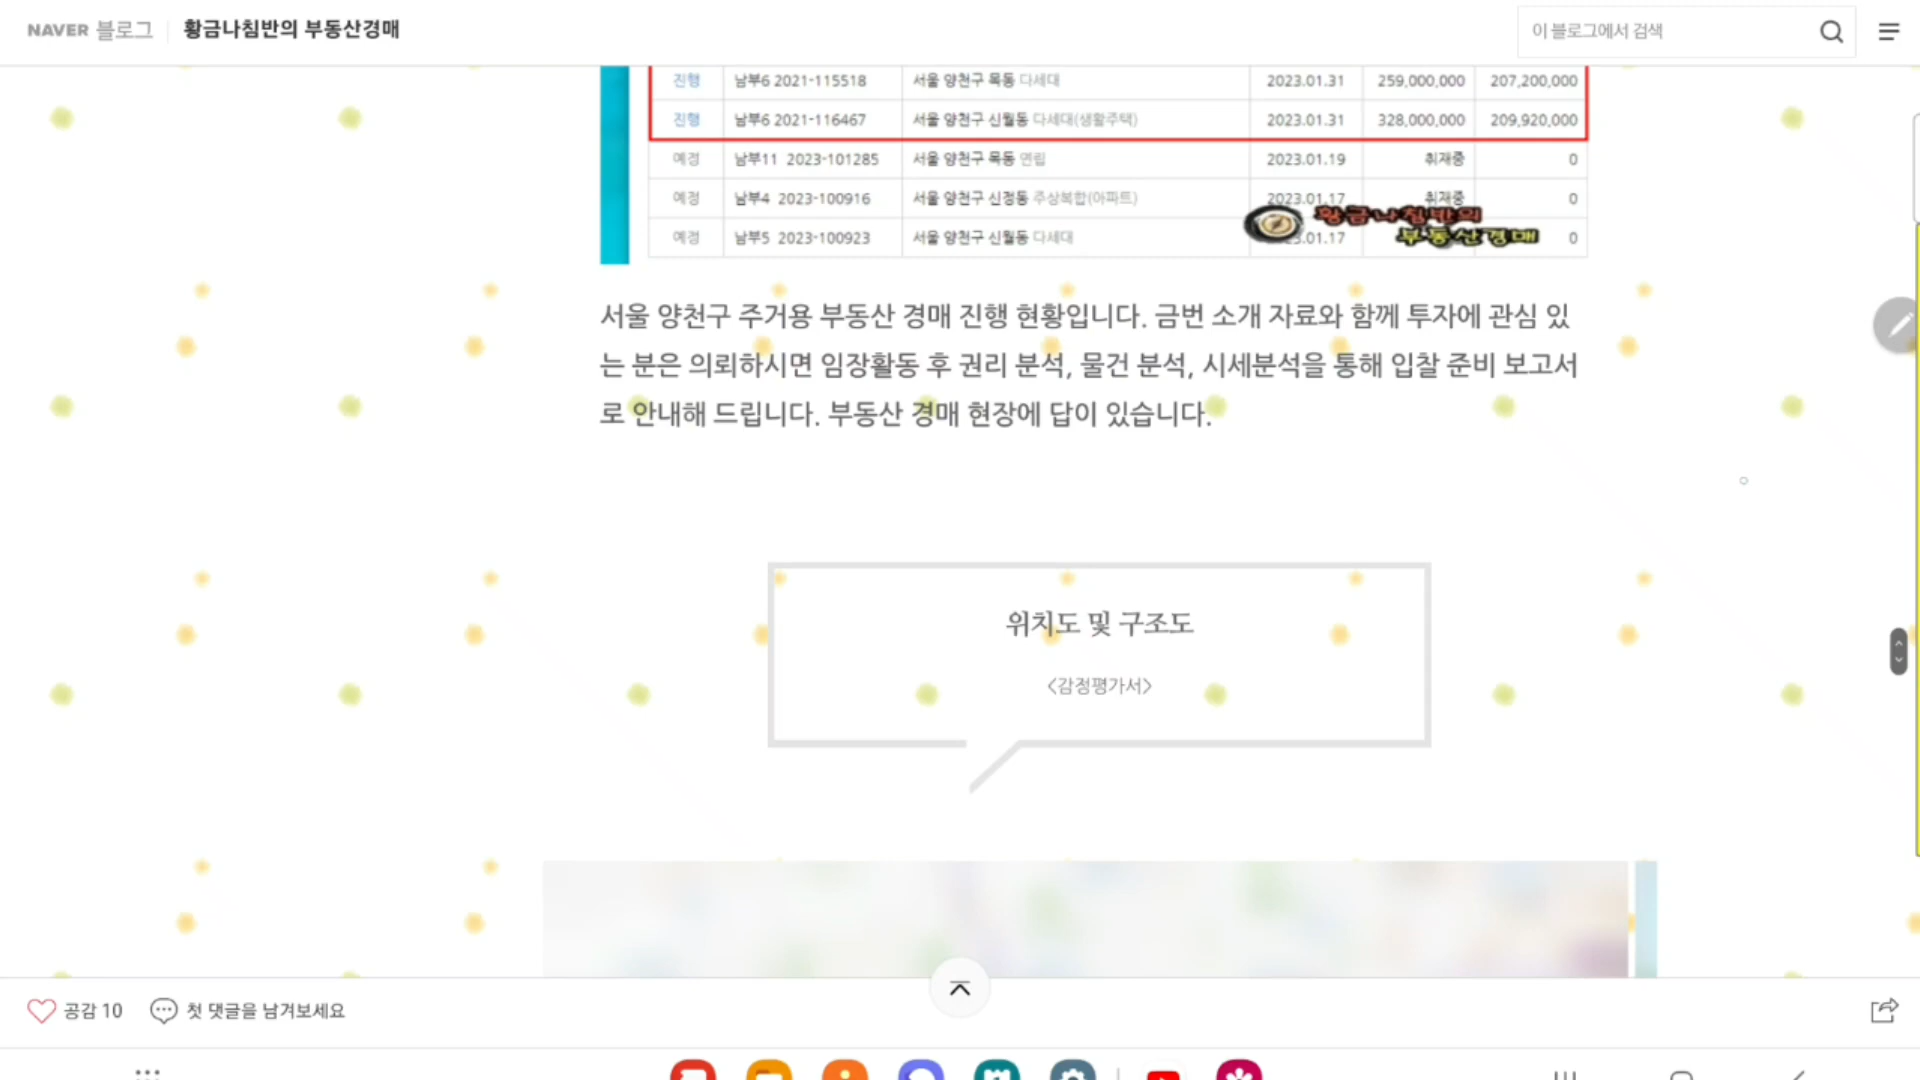 NAVER 블로그 황금나침반의 부동산경매 이 블로그에서 검색
진행 남부6 2021-115518 서울 양천구 목동 다세대 2023.01.31 259,000,000 207,200,000
진행 남부6 2021-116467 서울 양천구 신월동 다세대(생활주택) 2023.01.31 328,000,000 209,920,000
예정 남부11 2023-101285 서울 양천구 목동 연립 2023.01.19 취재중 0
예정 남부4 2023-100916 서울 양천구 신정동 주상복합(아파트) 2023.01.17 취재중 0
황금나침반의
예정 남부5 2023-100923 서울 양천구 신월동 다세대 3.01.17 0
부동산경매
서울 양천구 주거용 부동산 경매 진행 현황입니다. 금번 소개 자료와 함께 투자에 관심 있
는 분은 의뢰하시면 임장활동 후 권리 분석, 물건 분석, 시세분석을 통해 입찰 준비 보고서
로 안내해 드립니다. 부동산 경매 현장에 답이 있습니다.
위치도 및 구조도
<감정평가서>
공감 10 첫 댓글을 남겨보세요